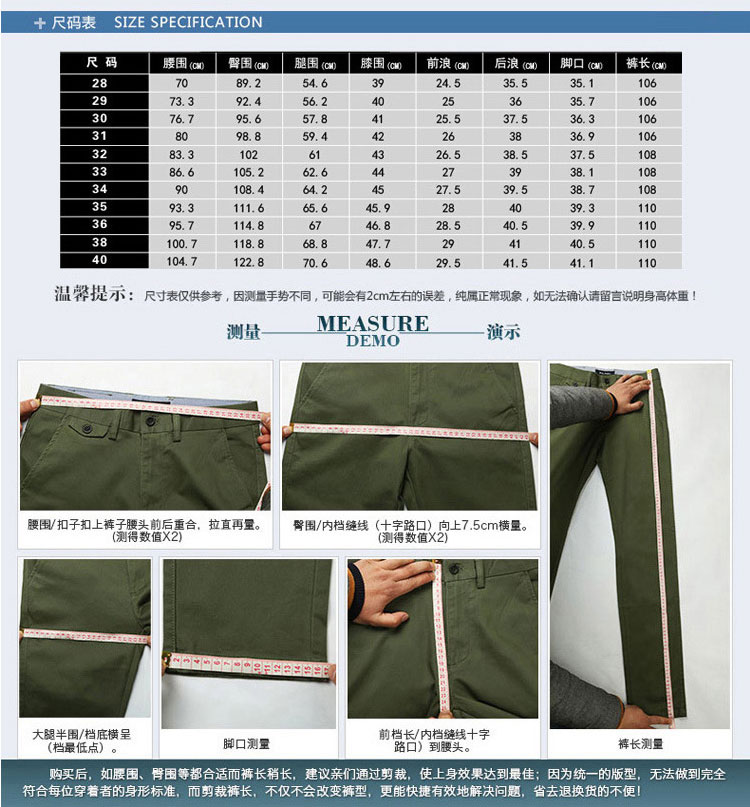 尺码表 SIZE SPECIFICATION
尺 码 腰围(CM) 臀围(CM) 腿围(CM) 膝围(CM) 前浪(CM) 后浪(CM) 脚口(CM) 裤长(CM)
28 70 89.2 54.6 39 24.5 35.5 35.1 106
29 73.3 92.4 56.2 40 25 36 35.7 106
30 76.7 95.6 57.8 41 25.5 37.5 36.3 106
31 80 98.8 59.4 42 26 38 36.9 106
32 83.3 102 61 43 26.5 38.5 37.5 108
33 86.6 105.2 62.6 44 27 39 38.1 108
34 90 108.4 64.2 45 27.5 39.5 38.7 108
35 93.3 111.6 65.6 45.9 28 40 39.3 110
36 95.7 114.8 67 46.8 28.5 40.5 39.9 110
38 100.7 118.8 68.8 47.7 29 41 40.5 110
40 104.7 122.8 70.6 48.6 29.5 41.5 41.1 110
温馨提示：尺寸表仅供参考，因测量手势不同，可能会有2cm左右的误差，纯属正常现象，如无法确认请留言说明身高体重！
测量 MEASURE 演示
DEMO
腰围/扣子扣上裤子腰头前后重合，拉直再量。
(测得数值X2)
臀围/内档缝线（十字路口）向上7.5cm横量。
(测得数值X2)
大腿半围/档底横呈
（档最低点）。
脚口测量
前档长/内档缝线十字
路口）到腰头。
裤长测量
购买后，如腰围、臀围等都合适而裤长稍长，建议亲们通过剪裁，使上身效果达到最佳；因为统一的版型，无法做到完全
符合每位穿着者的身形标准，而剪裁裤长，不仅不会改变裤型，更能快捷有效地解决问题，省去退换货的不便！